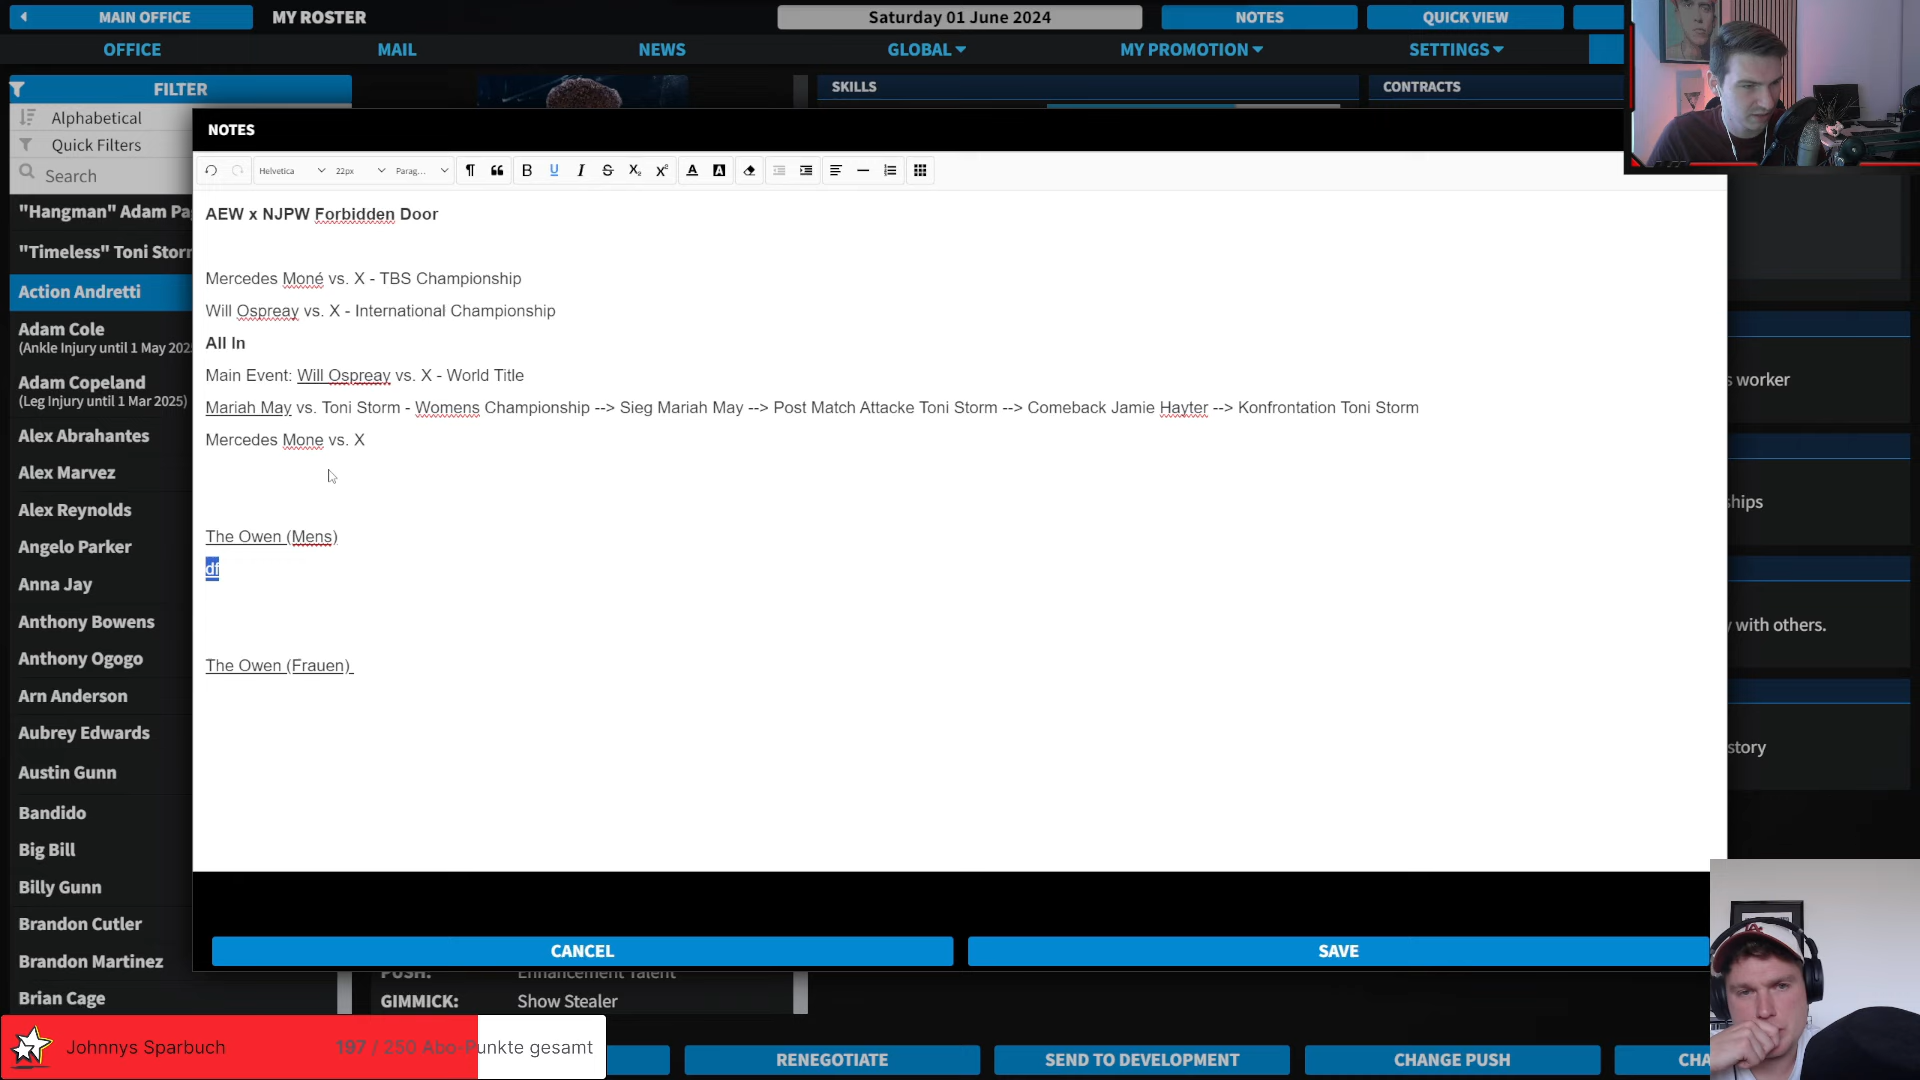 MAIN OFFICE
MY ROSTER
Saturday 01 June 2024
NOTES
QUICK VIEW
OFFICE
MAIL
NEWS
GLOBAL
MY PROMOTION
SETTINGS
FILTER
SKILLS
CONTRACTS
Alphabetical
Quick Filters
Search
"Hangman" Adam Pa
"Timeless" Toni Storm
Action Andretti
Adam Cole
(Ankle Injury until 1 May 2025
Adam Copeland
(Leg Injury until 1 Mar 2025)
Alex Abrahantes
Alex Marvez
Alex Reynolds
Angelo Parker
Anna Jay
Anthony Bowens
Anthony Ogogo
Arn Anderson
Aubrey Edwards
Austin Gunn
Bandido
Big Bill
Billy Gunn
Brandon Cutler
Brandon Martinez
Brian Cage
NOTES
Helvetica
22px
Parag...
AEW x NJPW Forbidden Door
Mercedes Moné vs. X - TBS Championship
Will Ospreay vs. X - International Championship
All In
Main Event: Will Ospreay vs. X - World Title
Mariah May vs. Toni Storm - Womens Championship --> Sieg Mariah May --> Post Match Attacke Toni Storm --> Comeback Jamie Hayter --> Konfrontation Toni Storm
Mercedes Mone vs. X
The Owen (Mens)
df
The Owen (Frauen)
CANCEL
SAVE
s worker
ships
y with others.
story
PUSH:
Enhancement Talent
GIMMICK:
Show Stealer
Johnnys Sparbuch
197 / 250 Abo-Punkte gesamt
RENEGOTIATE
SEND TO DEVELOPMENT
CHANGE PUSH
CHA